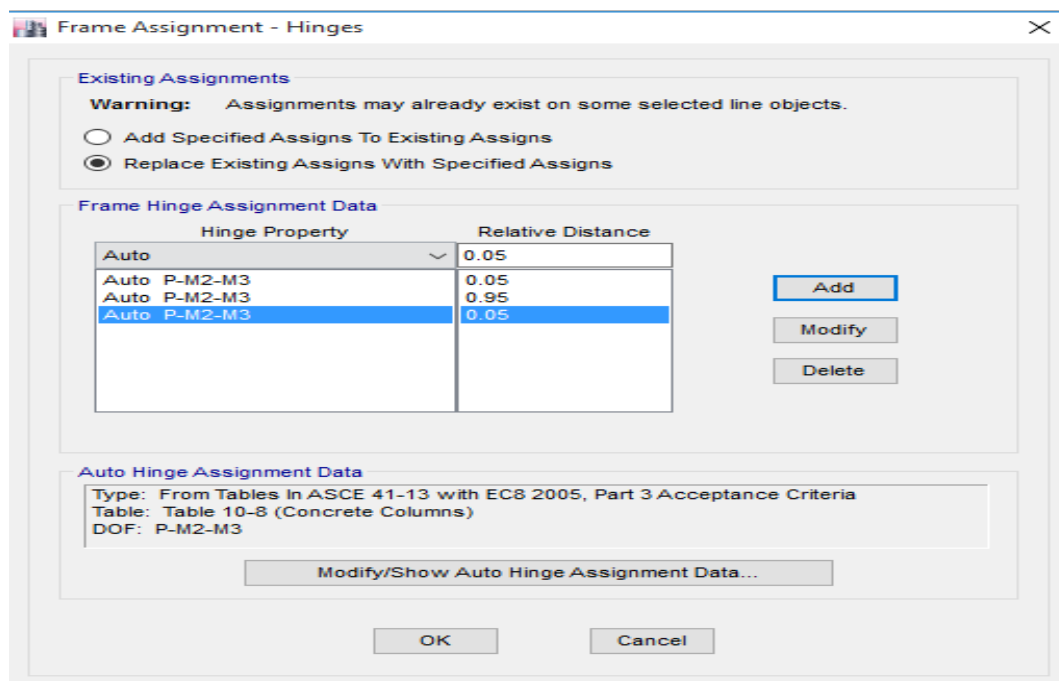 Frame Assignment - Hinges
Existing Assignments
Warning: Assignments may already exist on some selected line objects.
Add Specified Assigns To Existing Assigns
Replace Existing Assigns With Specified Assigns
Frame Hinge Assignment Data
Hinge Property Relative Distance
Auto 0.05
Auto P-M2-M3 0.05
Auto P-M2-M3 0.95
Auto P-M2-M3 0.05
Add
Modify
Delete
Auto Hinge Assignment Data
Type: From Tables In ASCE 41-13 with EC8 2005, Part 3 Acceptance Criteria
Table: Table 10-8 (Concrete Columns)
DOF: P-M2-M3
Modify/Show Auto Hinge Assignment Data...
OK Cancel